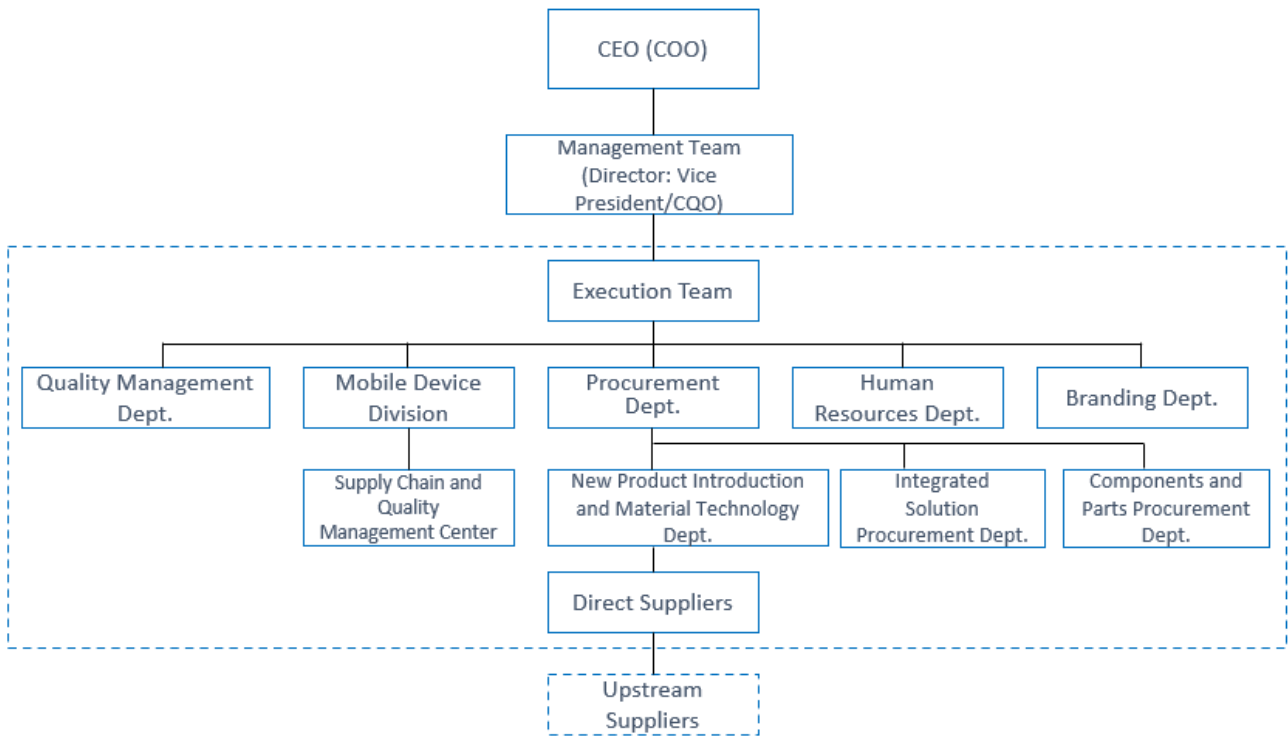 CEO (COO)
Management Team
(Director: Vice
President/CQO)
Execution Team
Quality Management
Dept.
Mobile Device
Division
Procurement
Dept.
Human
Resources Dept.
Branding Dept.
Supply Chain and
Quality
Management Center
New Product Introduction
and Material Technology
Dept.
Integrated
Solution
Procurement Dept.
Components and
Parts Procurement
Dept.
Direct Suppliers
Upstream
Suppliers